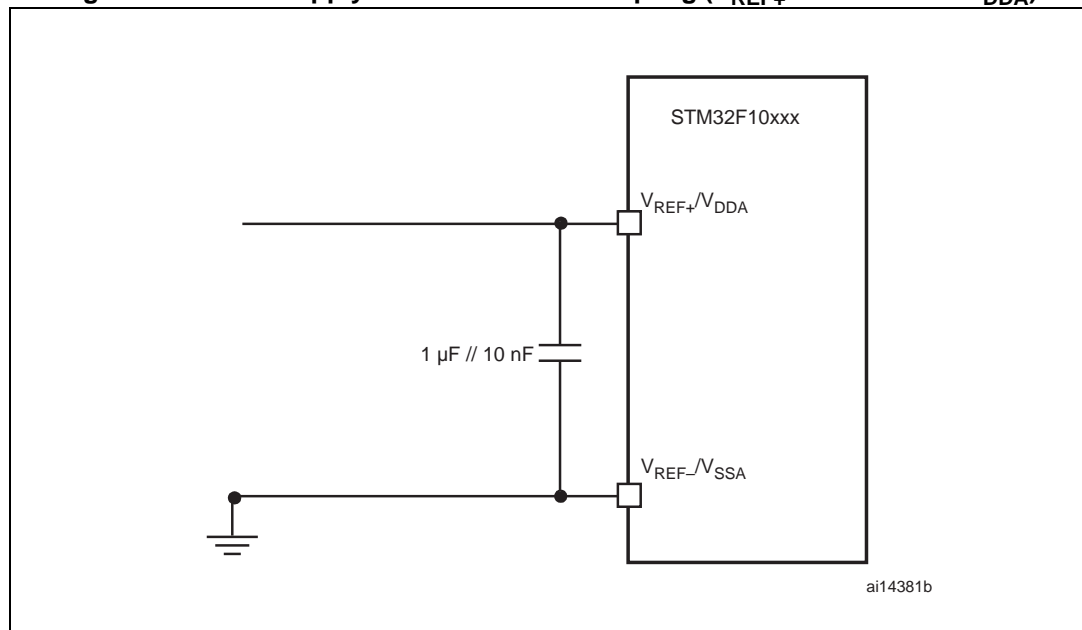 STM32F10xxx
VREF+/VDDA
1 µF // 10 nF
VREF–/VSSA
ai14381b